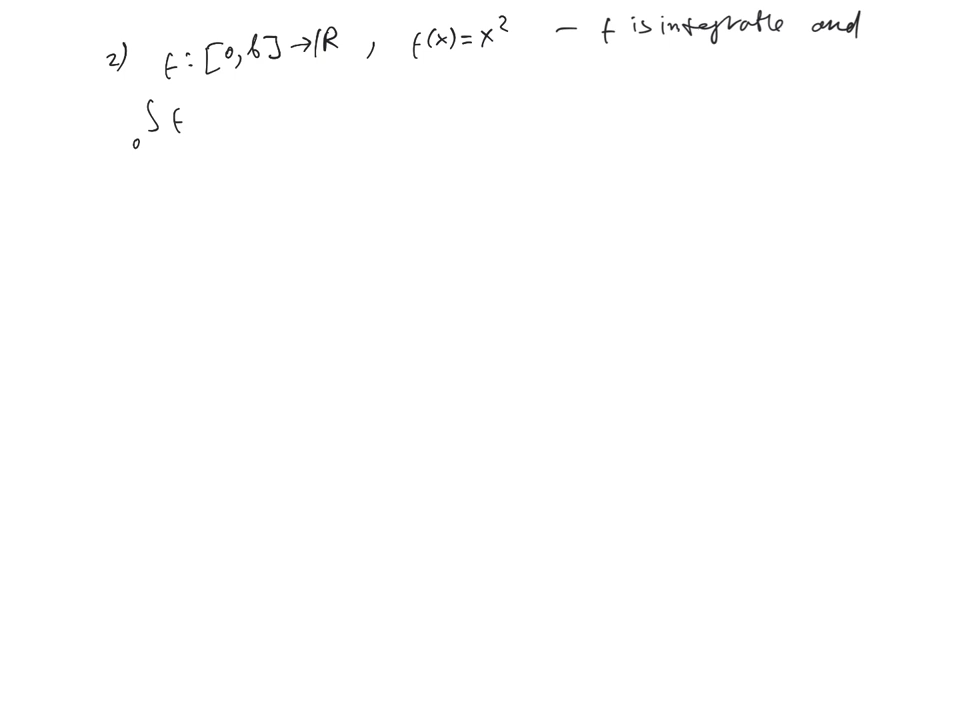 2) f: [0,b] → ℝ , f(x) = x² – f is integrable and
₀∫ f